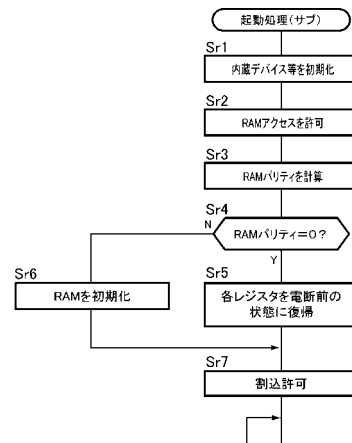 起動処理(サブ)
Sr1
内蔵デバイス等を初期化
Sr2
RAMアクセスを許可
Sr3
RAMパリティを計算
Sr4
RAMパリティ=0?
N
Y
Sr6
RAMを初期化
Sr5
各レジスタを電断前の
状態に復帰
Sr7
割込許可